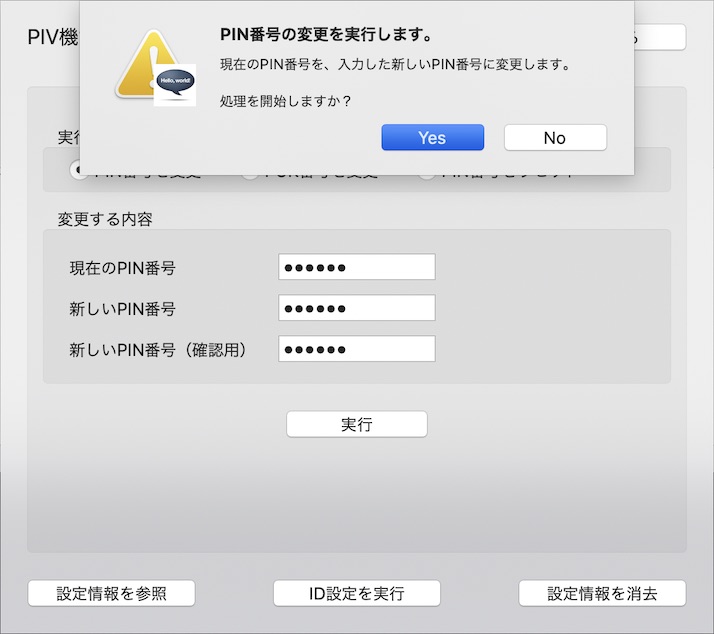 PIV機
PIN番号の変更を実行します。
現在のPIN番号を、入力した新しいPIN番号に変更します。
処理を開始しますか？
Hello, world!
Yes
No
変更する内容
現在のPIN番号
新しいPIN番号
新しいPIN番号（確認用）
実行
設定情報を参照
ID設定を実行
設定情報を消去